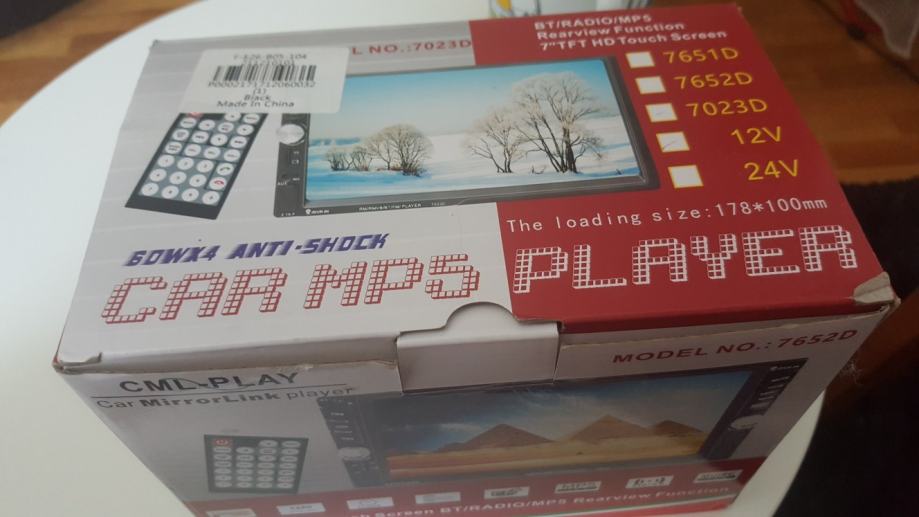 BT/RADIO/MP5
Rearview Function
7"TFT HD Touch Screen
NO.:7023D
7651D
7652D
7023D
12V
24V
P0002171712060032
(1)
Black
Made In China
The loading size:178*100mm
60WX4 ANTI-SHOCK
CAR MP5 PLAYER
MODEL NO.:7652D
Car MirrorLink player
Screen BT/RADIO/MP5 Rearview Function